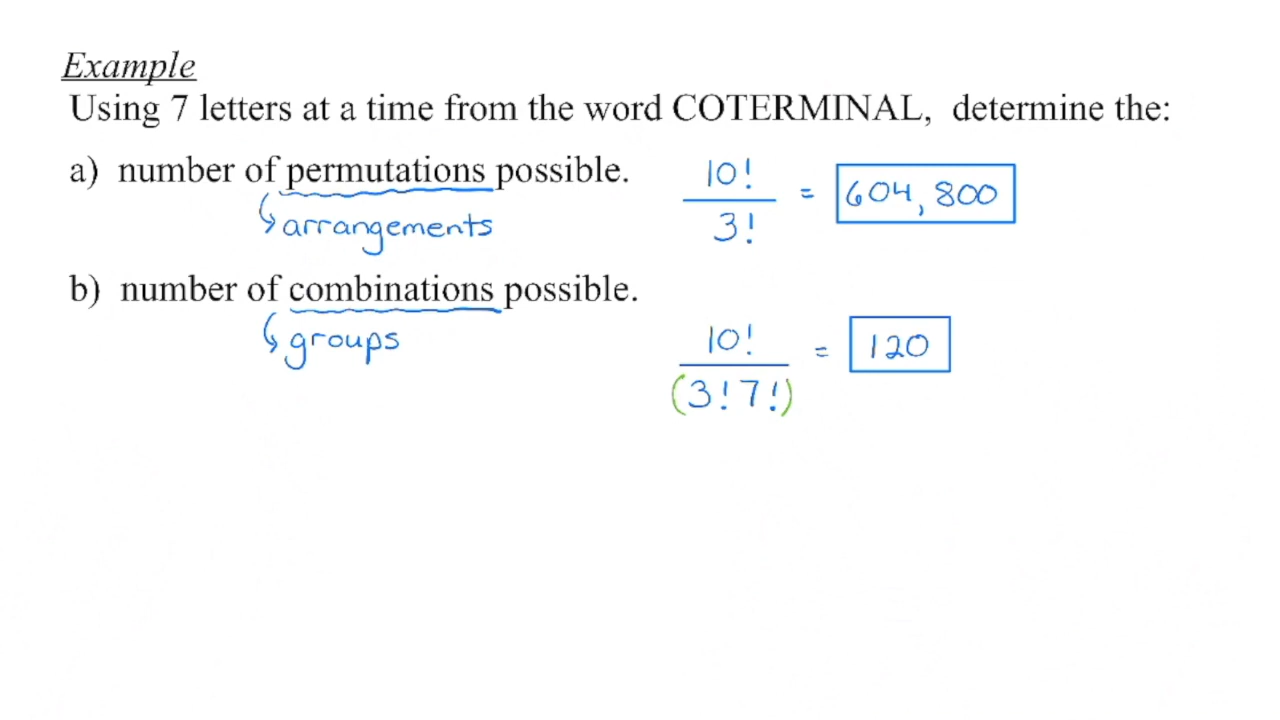 Example
Using 7 letters at a time from the word COTERMINAL, determine the:
a) number of permutations possible.
arrangements
10!
3!
= 604,800
b) number of combinations possible.
groups
10!
(3!7!)
= 120